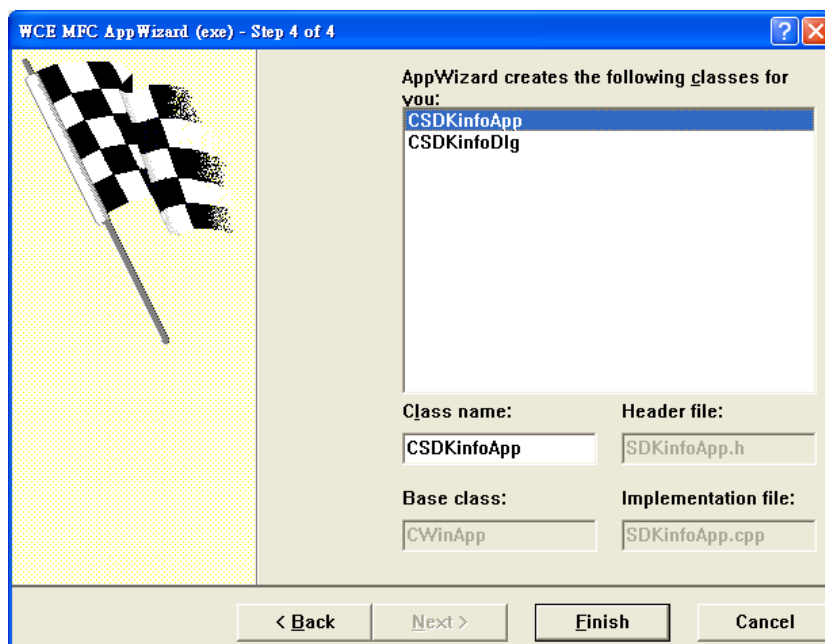 WCE MFC AppWizard (exe) - Step 4 of 4
AppWizard creates the following classes for
you:
CSDKinfoApp
CSDKinfoDlg
Class name:
Header file:
CSDKinfoApp
SDKinfoApp.h
Base class:
Implementation file:
CWinApp
SDKinfoApp.cpp
< Back
Next >
Finish
Cancel